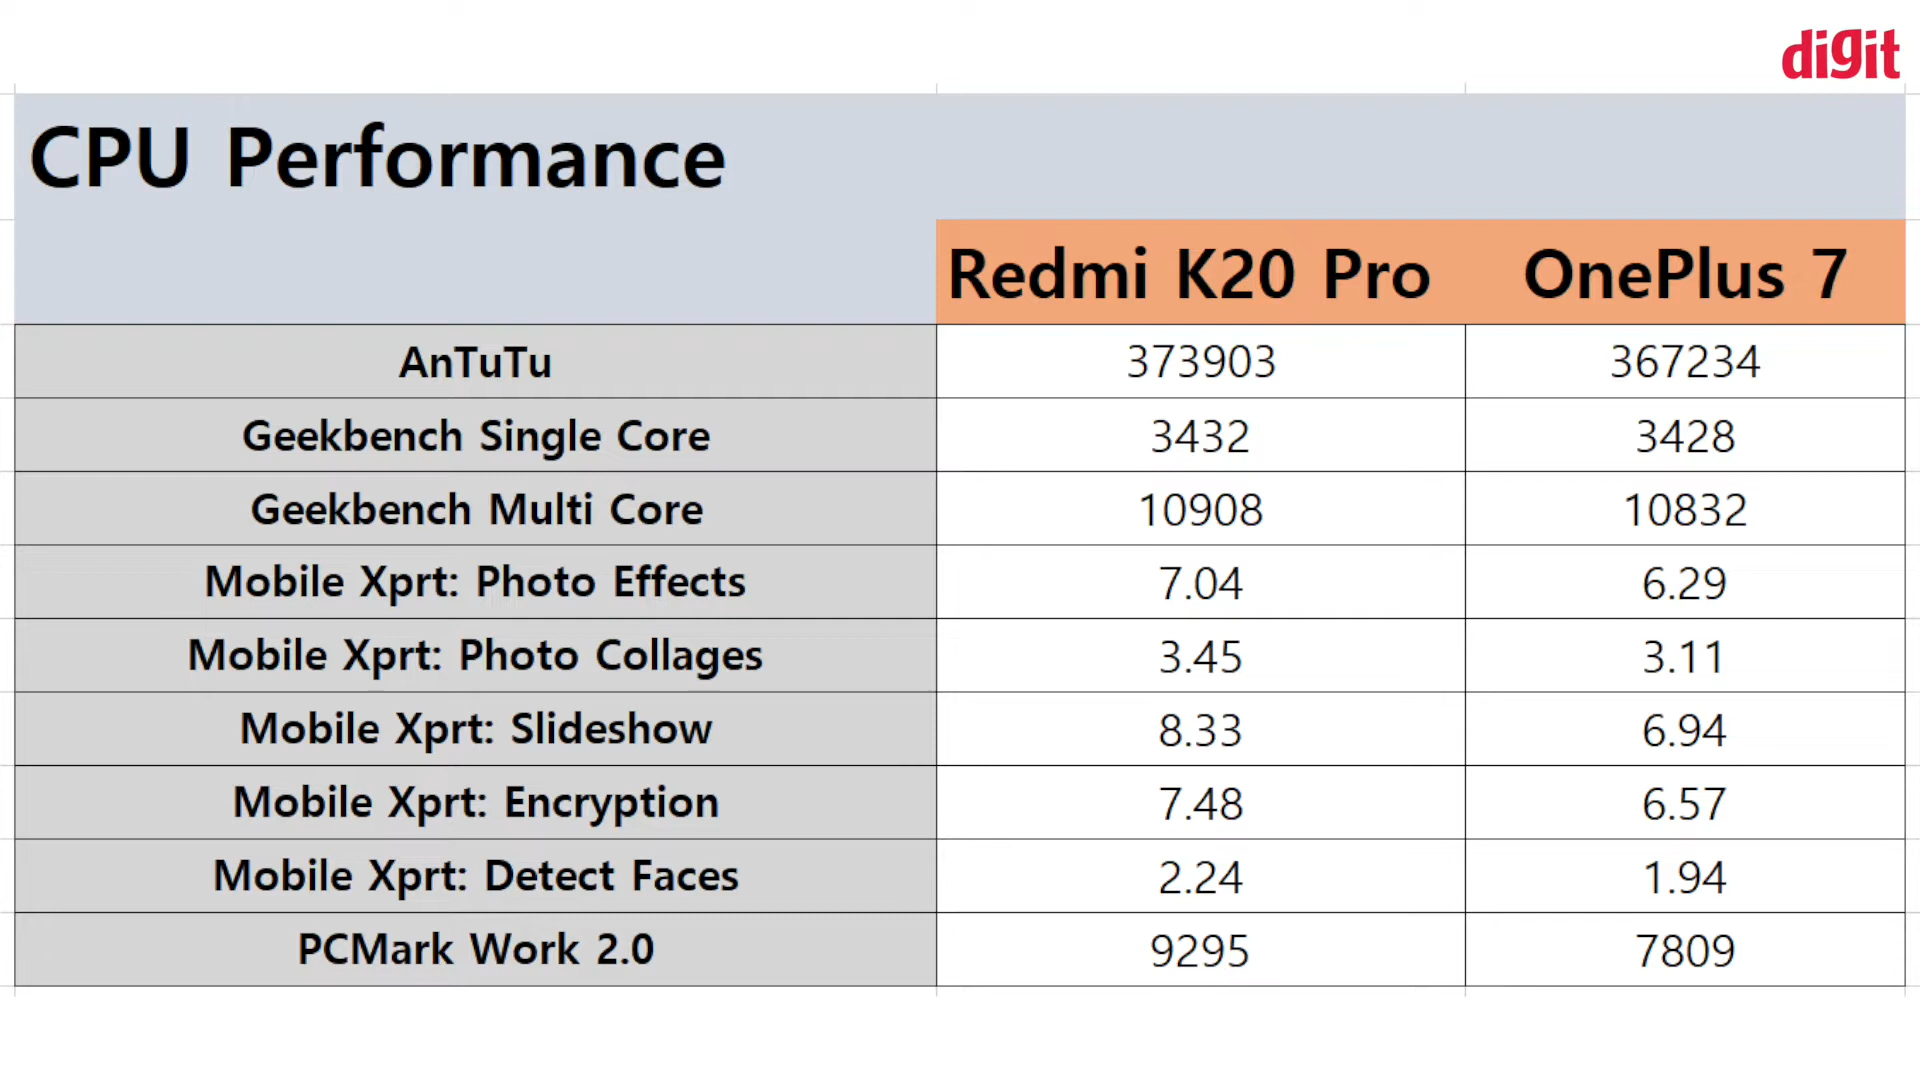 digit
CPU Performance
Redmi K20 Pro OnePlus 7
AnTuTu 373903 367234
Geekbench Single Core 3432 3428
Geekbench Multi Core 10908 10832
Mobile Xprt: Photo Effects 7.04 6.29
Mobile Xprt: Photo Collages 3.45 3.11
Mobile Xprt: Slideshow 8.33 6.94
Mobile Xprt: Encryption 7.48 6.57
Mobile Xprt: Detect Faces 2.24 1.94
PCMark Work 2.0 9295 7809